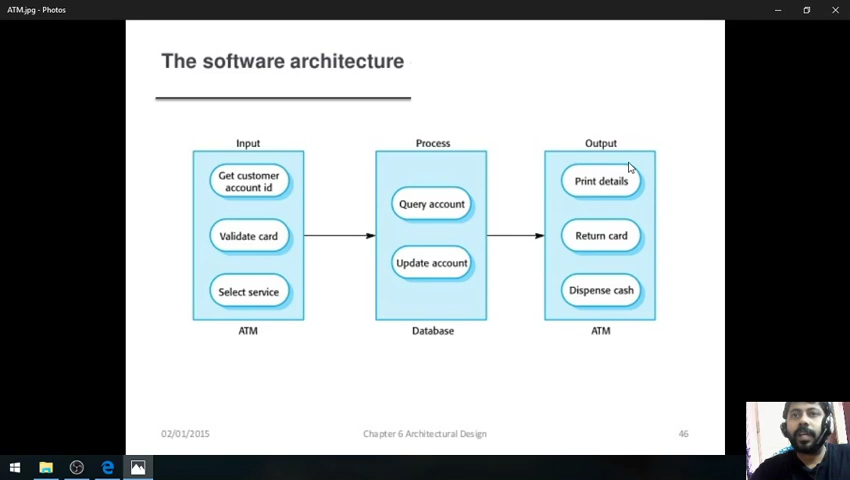 ATM.jpg - Photos
The software architecture
Input
Process
Output
Get customer
account id
Validate card
Select service
Query account
Update account
Print details
Return card
Dispense cash
ATM
Database
ATM
02/01/2015
Chapter 6 Architectural Design
46